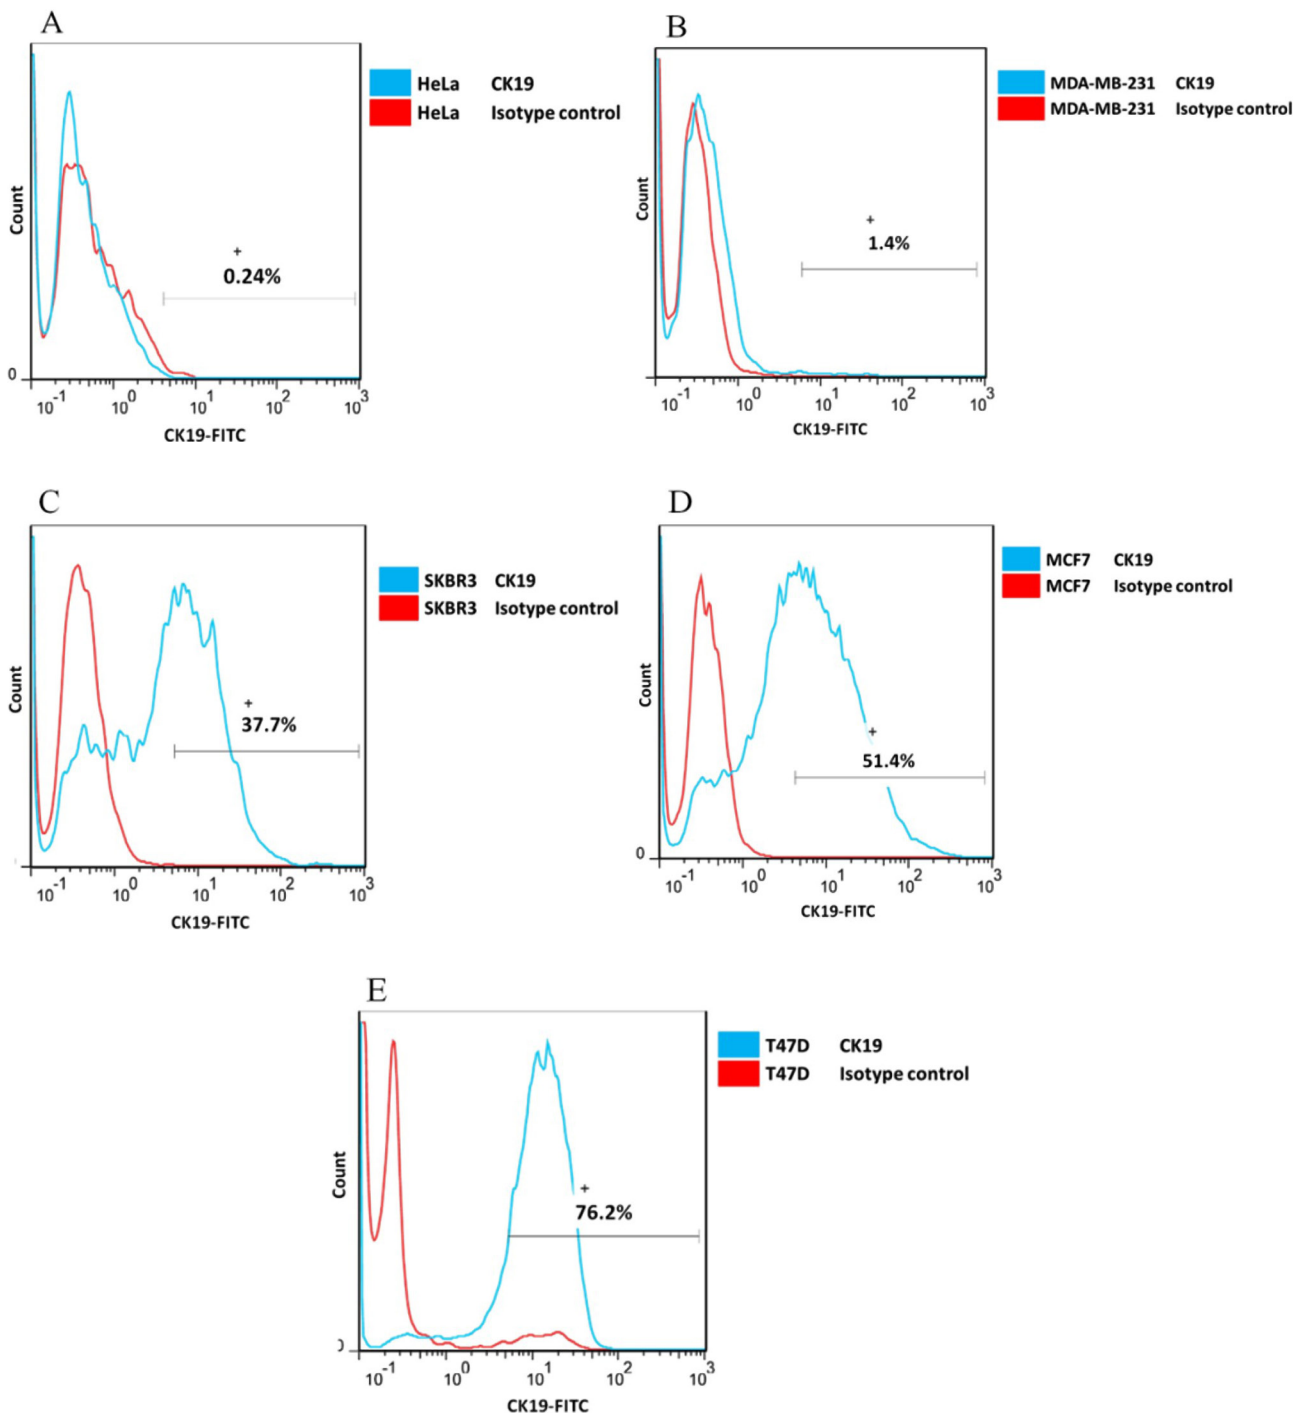 A
HeLa CK19
HeLa Isotype control
Count
+
0.24%
0
10-1 100 101 102 103
CK19-FITC
B
MDA-MB-231 CK19
MDA-MB-231 Isotype control
Count
+
1.4%
10-1 100 101 102 103
CK19-FITC
C
SKBR3 CK19
SKBR3 Isotype control
Count
+
37.7%
10-1 100 101 102 103
CK19-FITC
D
MCF7 CK19
MCF7 Isotype control
Count
+
51.4%
0
10-1 100 101 102 103
CK19-FITC
E
T47D CK19
T47D Isotype control
Count
+
76.2%
10-1 100 101 102 103
CK19-FITC